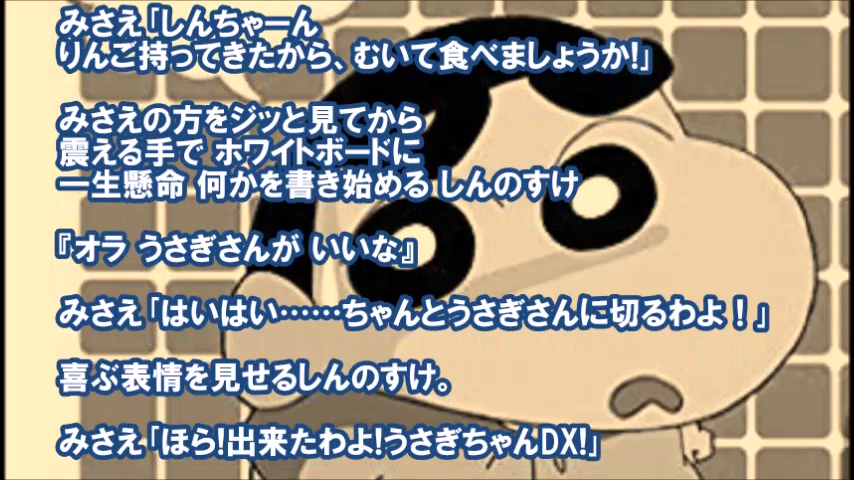 みさえ「しんちゃーん
りんご持ってきたから、むいて食べましょうか!」
みさえの方をジッと見てから
震える手で ホワイトボードに
一生懸命 何かを書き始める しんのすけ
『オラ うさぎさんが いいな』
みさえ「はいはい……ちゃんとうさぎさんに切るわよ！」
喜ぶ表情を見せるしんのすけ。
みさえ「ほら!出来たわよ!うさぎちゃんDX!」